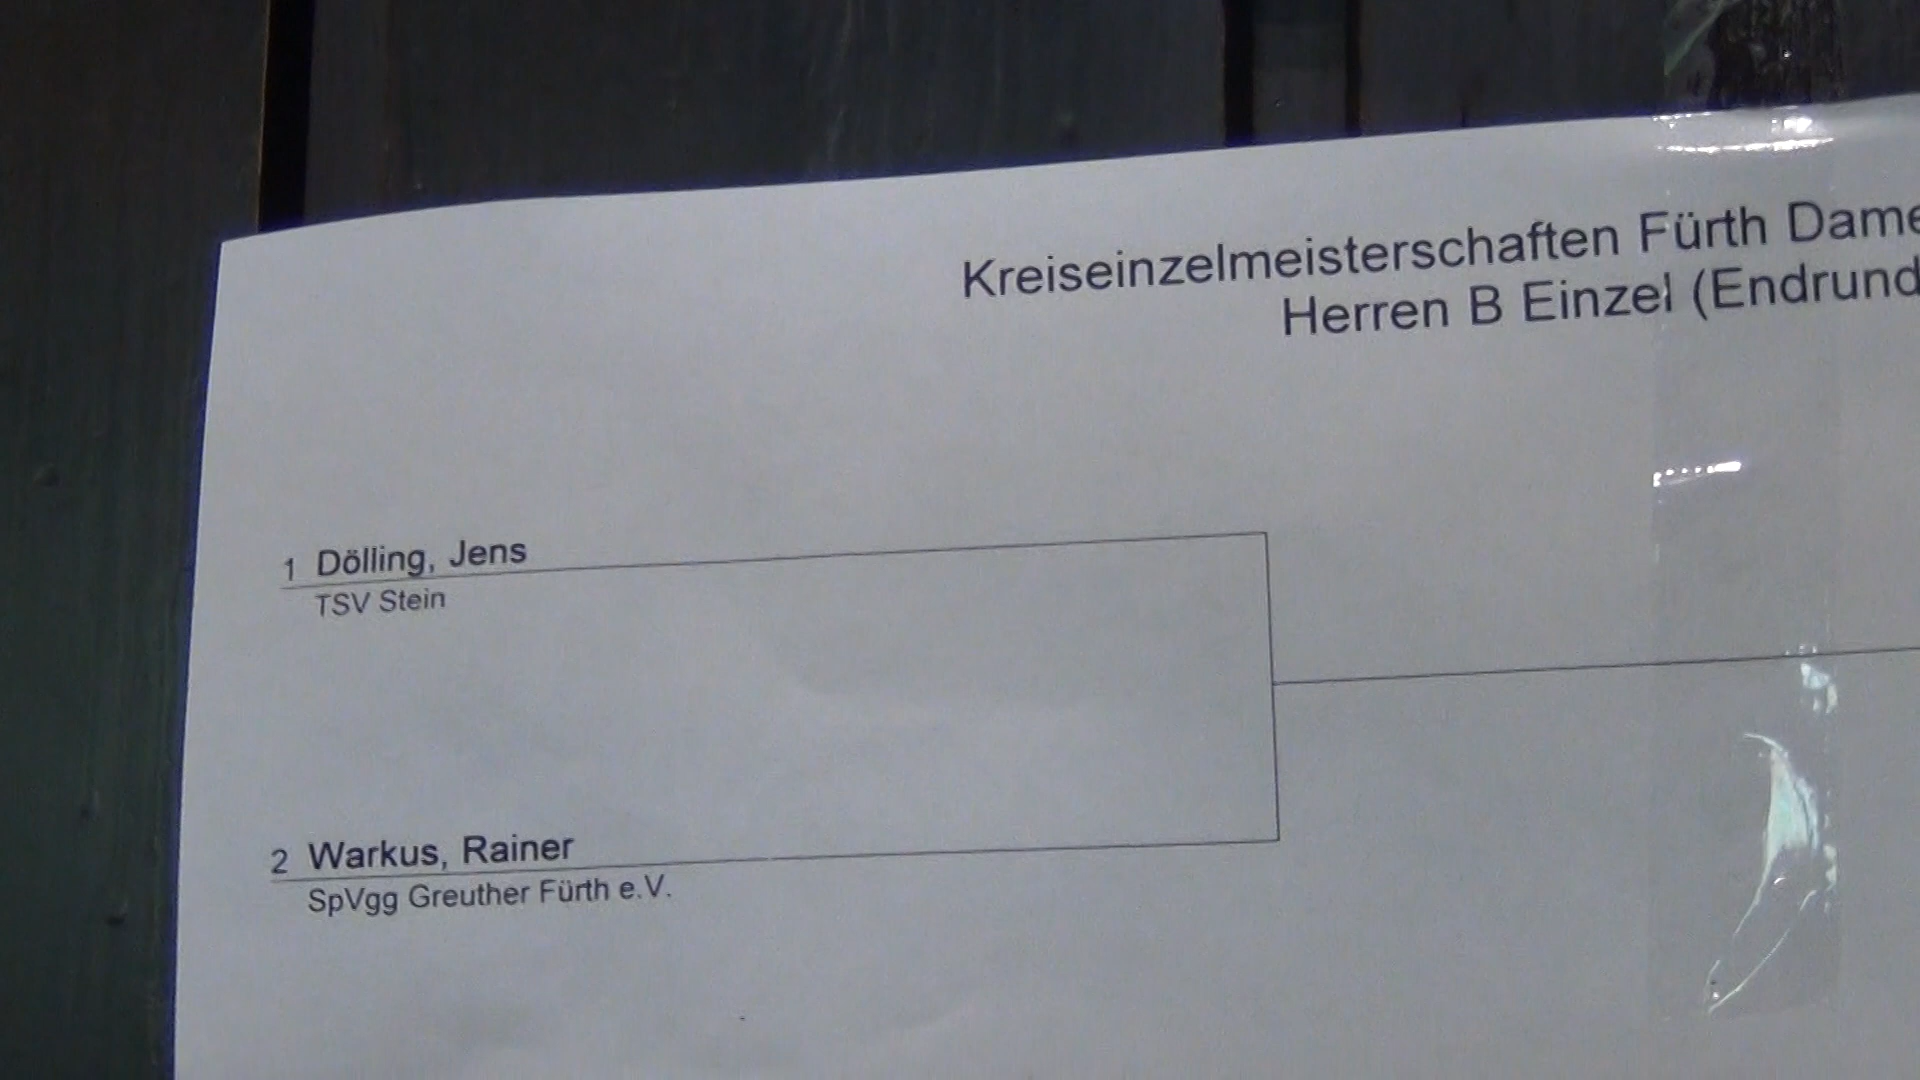 Kreiseinzelmeisterschaften Fürth Dame
Herren B Einzel (Endrund
1 Dölling, Jens
TSV Stein
2 Warkus, Rainer
SpVgg Greuther Fürth e.V.